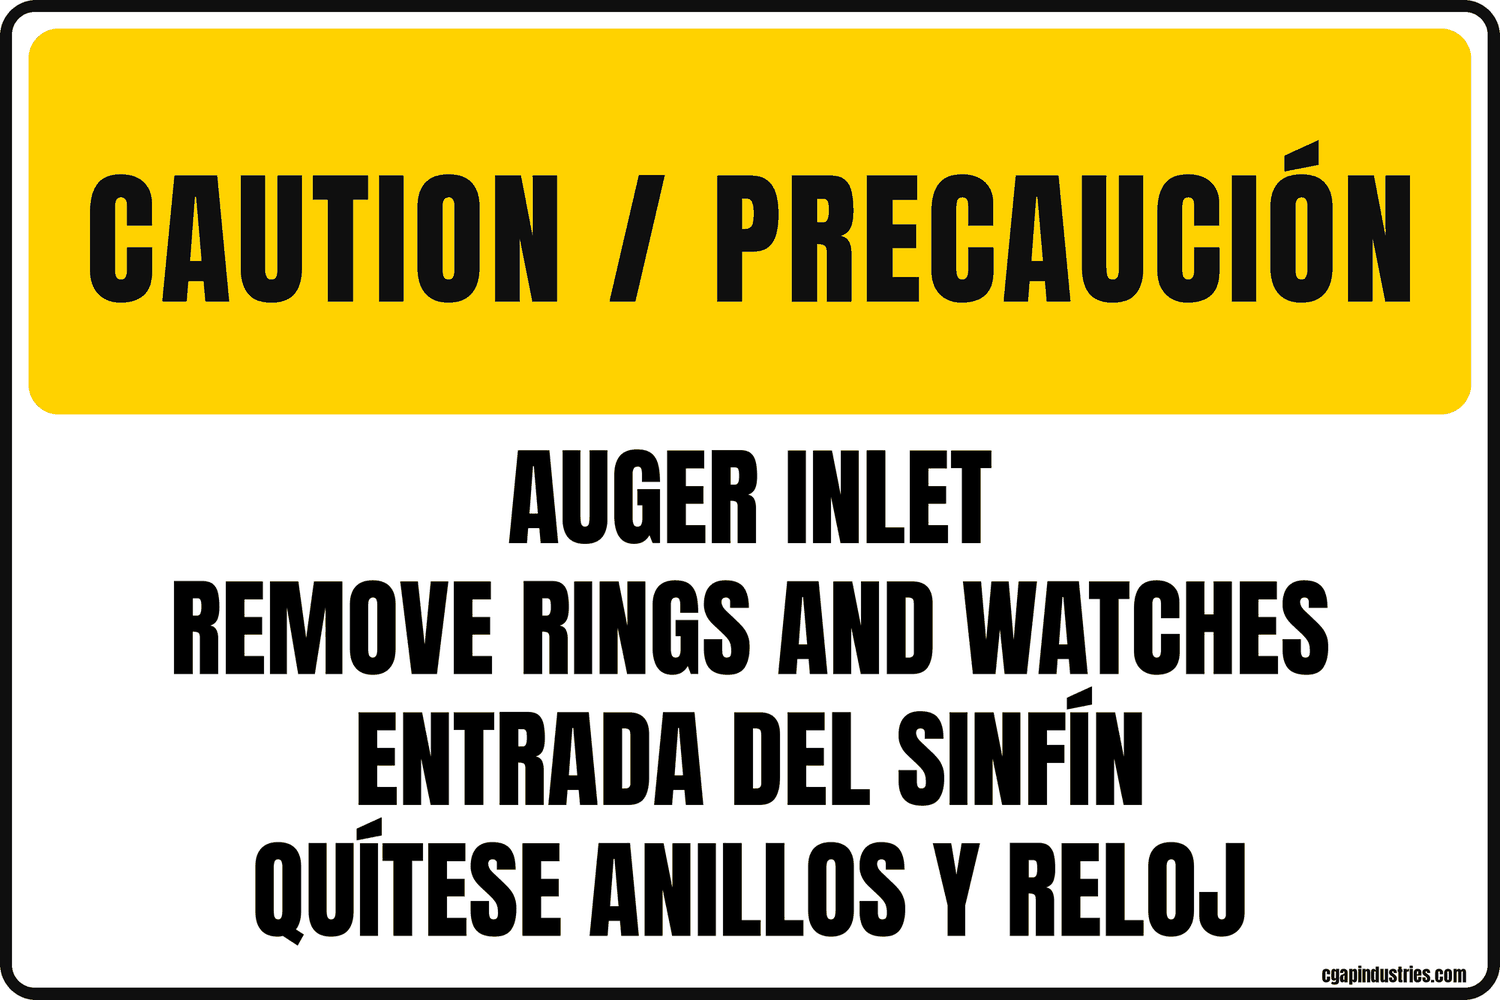 CAUTION / PRECAUCIÓN
AUGER INLET
REMOVE RINGS AND WATCHES
ENTRADA DEL SINFÍN
QUÍTESE ANILLOS Y RELOJ
cgapindustries.com